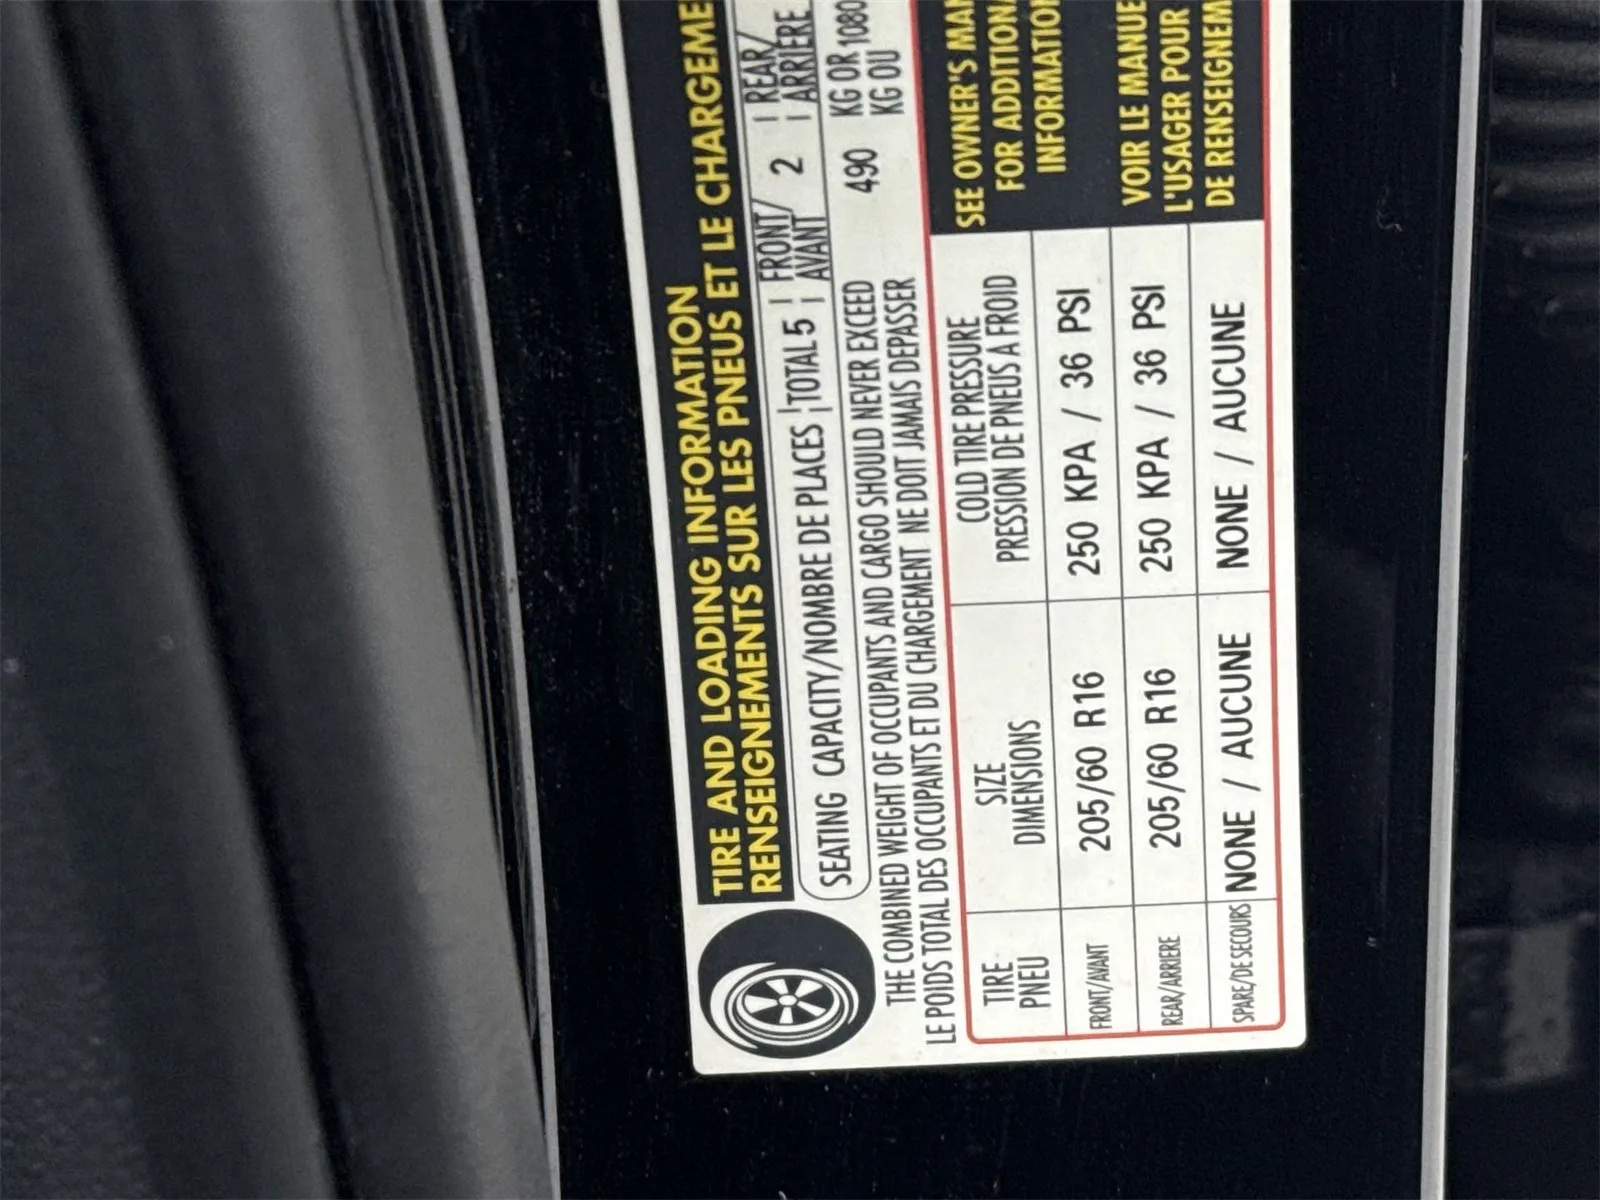 TIRE AND LOADING INFORMATION
RENSEIGNEMENTS SUR LES PNEUS ET LE CHARGEME
SEATING CAPACITY/NOMBRE DE PLACES | TOTAL 5 | FRONT/ AVANT 2 | REAR/ ARRIERE
THE COMBINED WEIGHT OF OCCUPANTS AND CARGO SHOULD NEVER EXCEED 490 KG OR 1080
LE POIDS TOTAL DES OCCUPANTS ET DU CHARGEMENT NE DOIT JAMAIS DEPASSER KG OU
TIRE SIZE COLD TIRE PRESSURE
PNEU DIMENSIONS PRESSION DE PNEUS A FROID
FRONT/AVANT 205/60 R16 250 KPA / 36 PSI
REAR/ARRIERE 205/60 R16 250 KPA / 36 PSI
SPARE/DE SECOURS NONE / AUCUNE NONE / AUCUNE
SEE OWNER'S MAN
FOR ADDITIONA
INFORMATION
VOIR LE MANUE
L'USAGER POUR
DE RENSEIGNEM